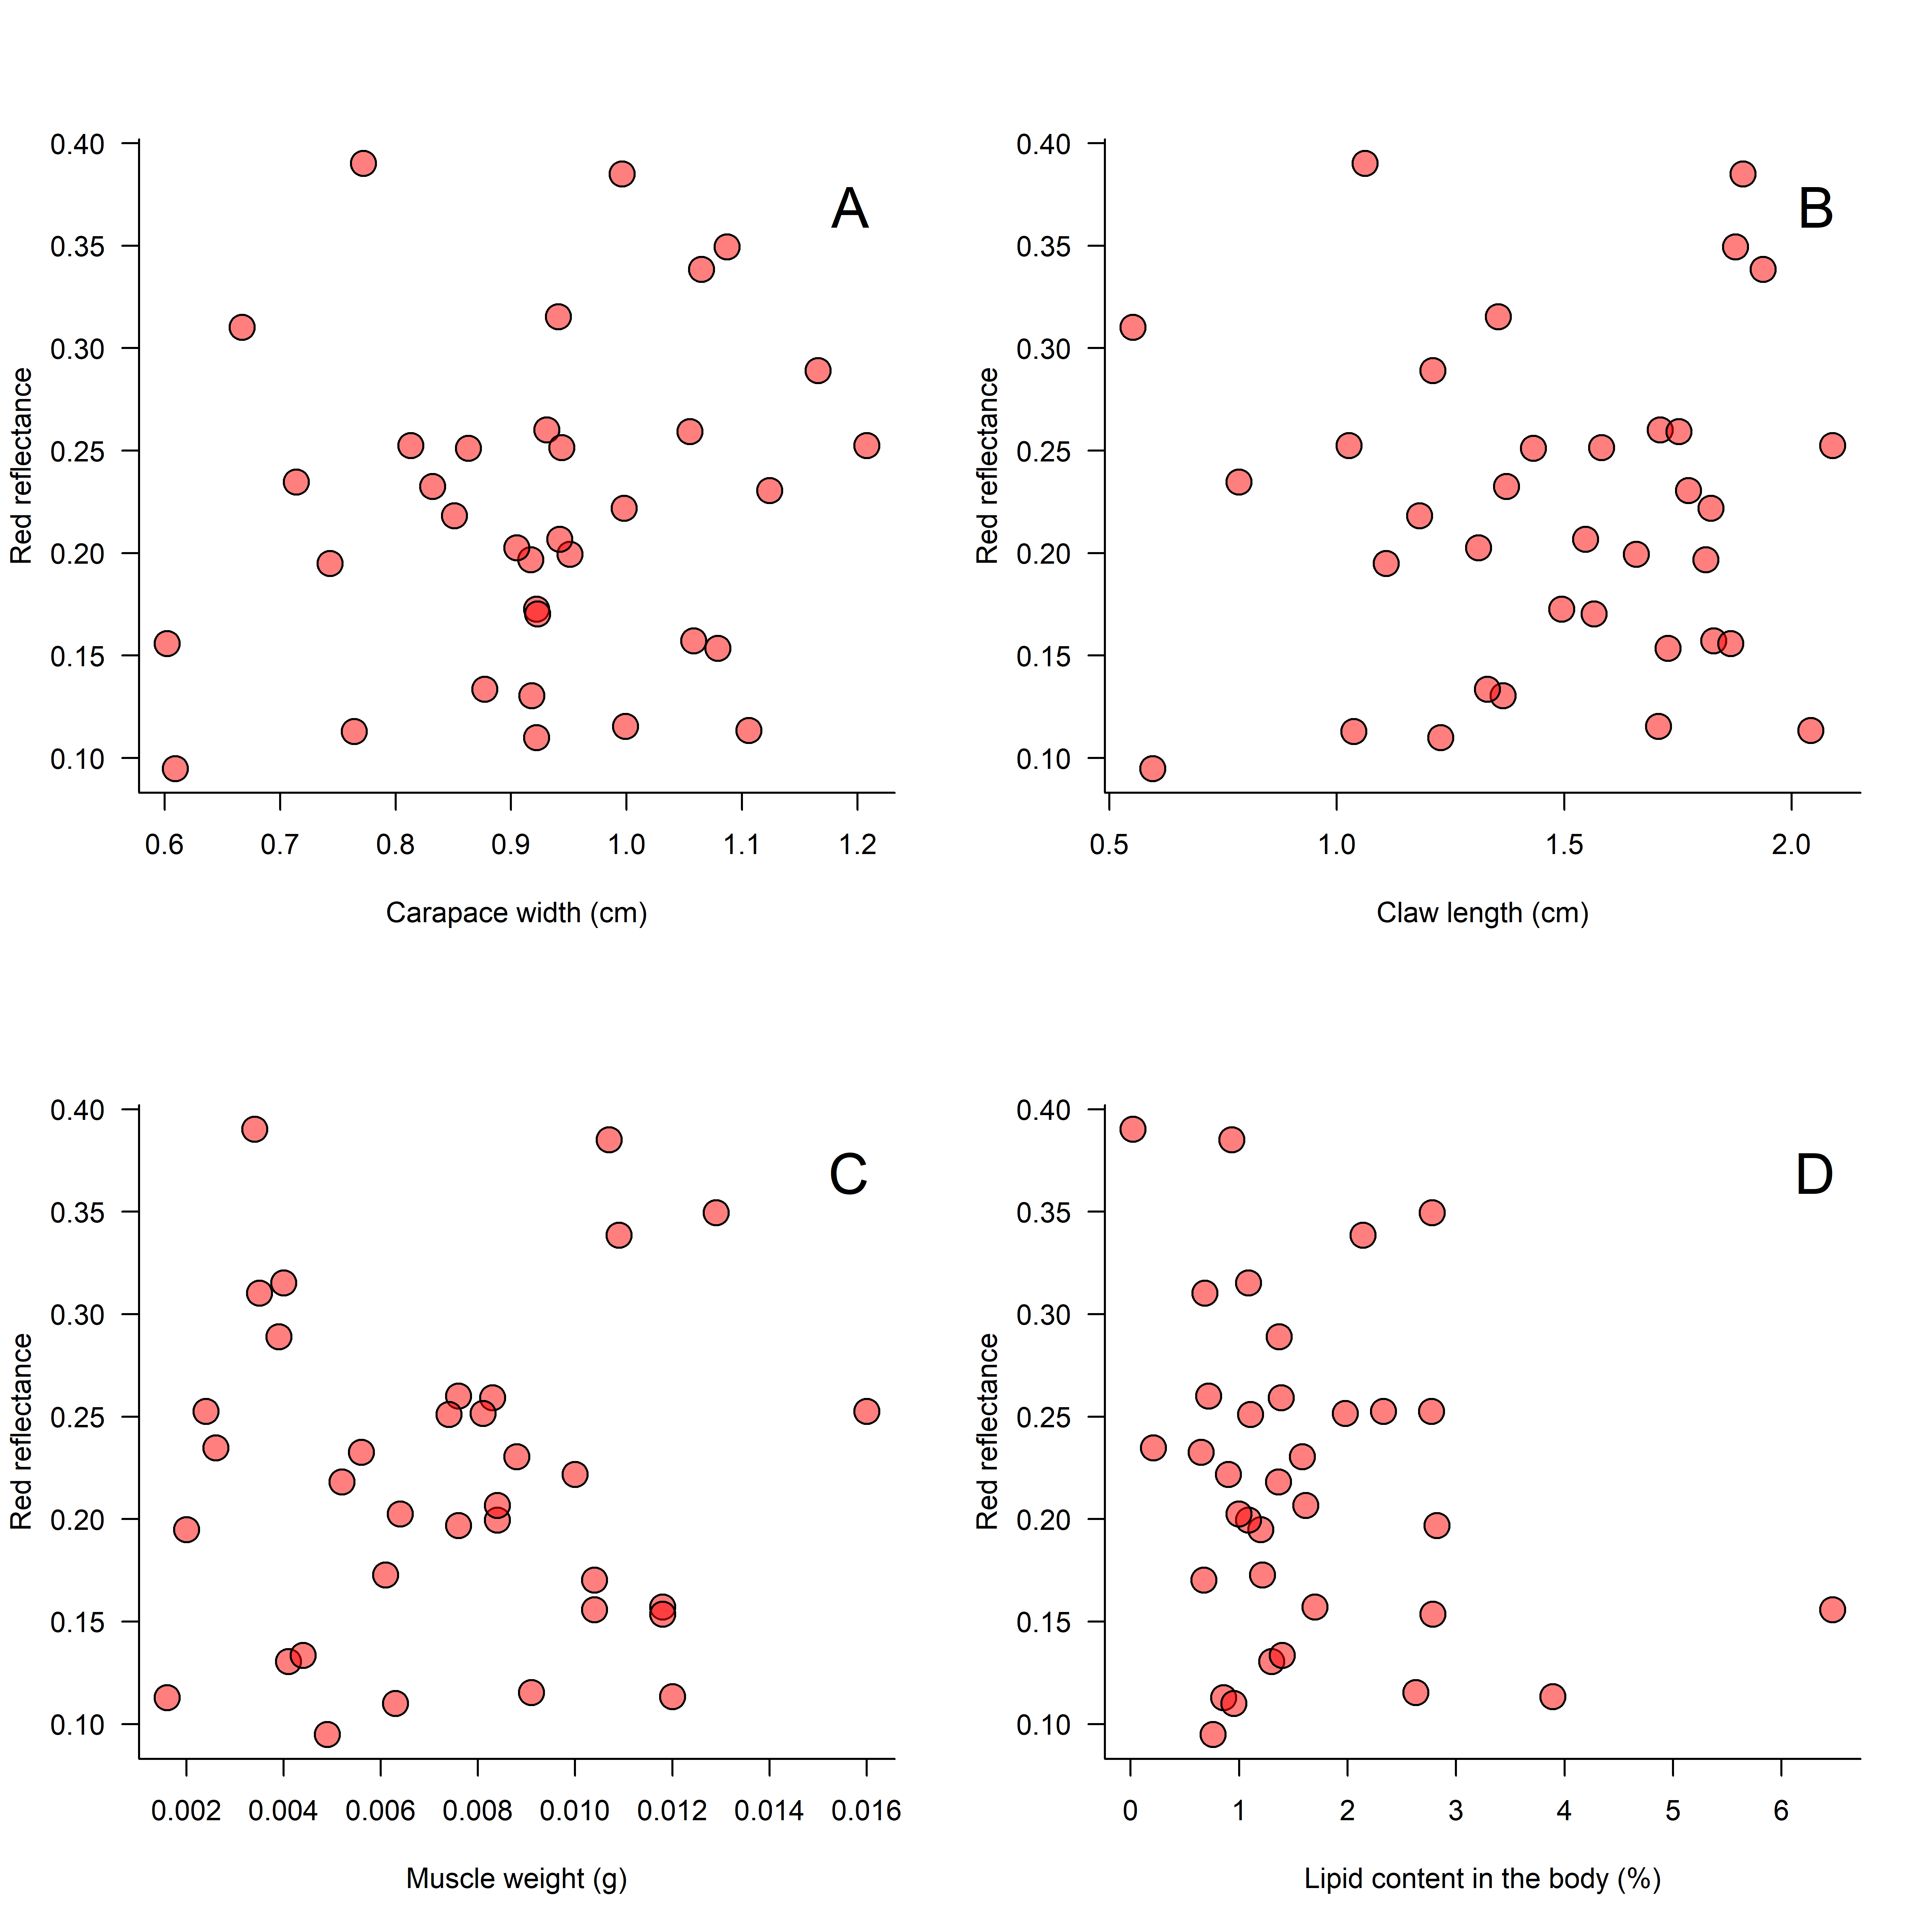 0.40
0.35
0.30
0.25
0.20
0.15
0.10
Red reflectance
A
0.6 0.7 0.8 0.9 1.0 1.1 1.2
Carapace width (cm)
0.40
0.35
0.30
0.25
0.20
0.15
0.10
Red reflectance
B
0.5 1.0 1.5 2.0
Claw length (cm)
0.40
0.35
0.30
0.25
0.20
0.15
0.10
Red reflectance
C
0.002 0.004 0.006 0.008 0.010 0.012 0.014 0.016
Muscle weight (g)
0.40
0.35
0.30
0.25
0.20
0.15
0.10
Red reflectance
D
0 1 2 3 4 5 6
Lipid content in the body (%)